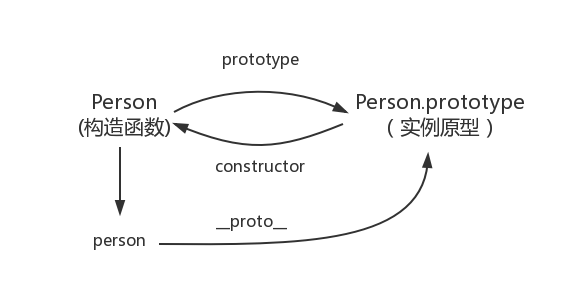 prototype
Person
(构造函数)
Person.prototype
（实例原型）
constructor
__proto__
person